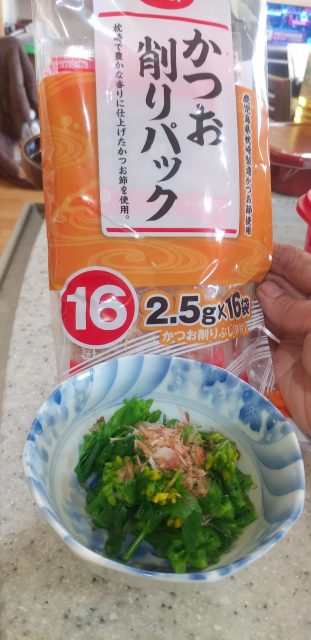 かつお
削りパック
枕崎で豊かな香りに仕上げたかつお節を使用。
鹿児島県枕崎製造かつお節使用
16
2.5g×16袋
かつお削りぶし(粉付)